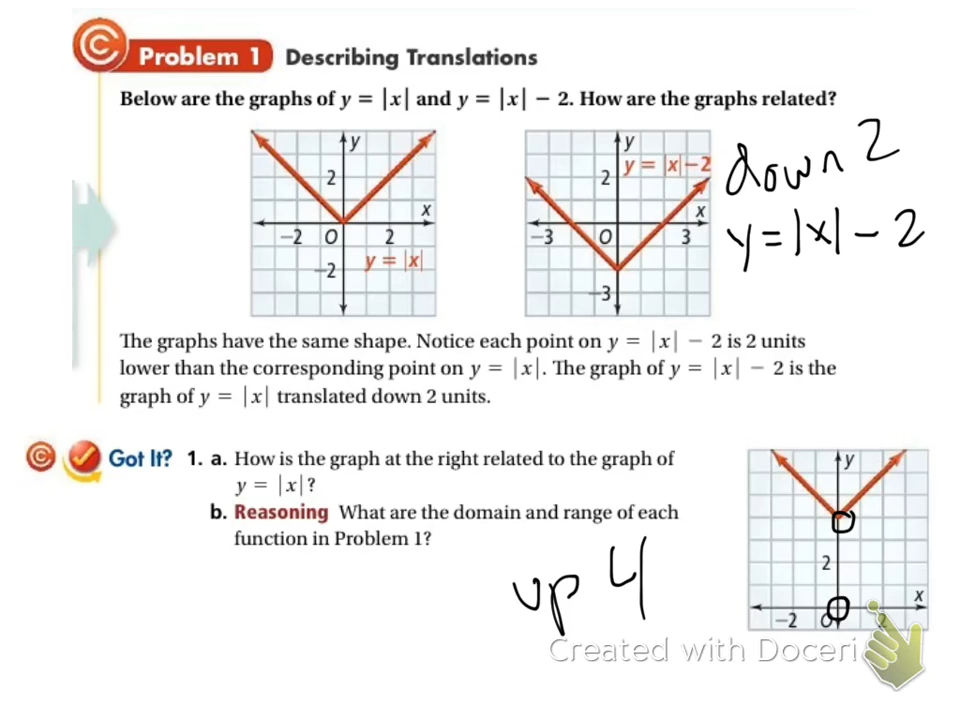 © Problem 1 Describing Translations
Below are the graphs of y = |x| and y = |x| − 2. How are the graphs related?
y
2
x
−2 O 2
−2
y = |x|
y
y = |x|−2
2
x
−3 O 3
−3
down 2
y = |x| − 2
The graphs have the same shape. Notice each point on y = |x| − 2 is 2 units
lower than the corresponding point on y = |x|. The graph of y = |x| − 2 is the
graph of y = |x| translated down 2 units.
© Got It? 1. a. How is the graph at the right related to the graph of
y = |x|?
b. Reasoning What are the domain and range of each
function in Problem 1?
up 4
y
2
x
−2 O 2
Created with Doceri